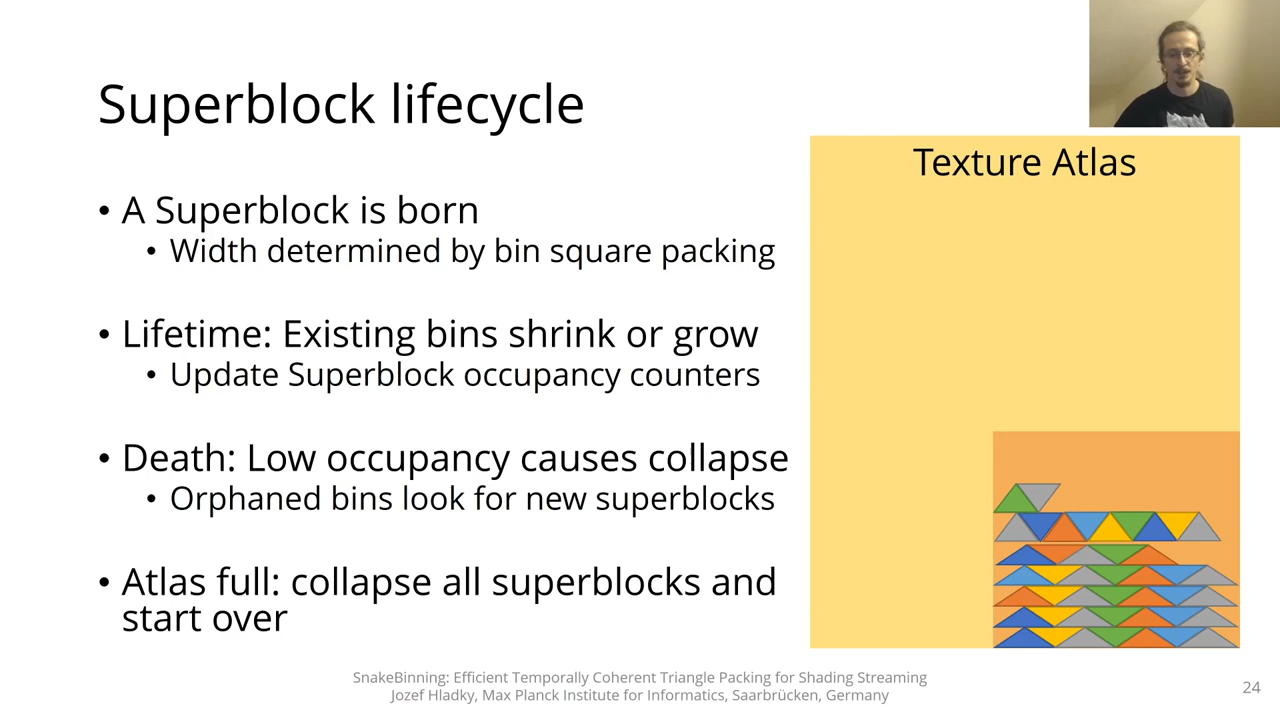 Superblock lifecycle
• A Superblock is born
• Width determined by bin square packing
• Lifetime: Existing bins shrink or grow
• Update Superblock occupancy counters
• Death: Low occupancy causes collapse
• Orphaned bins look for new superblocks
• Atlas full: collapse all superblocks and
start over
Texture Atlas
SnakeBinning: Efficient Temporally Coherent Triangle Packing for Shading Streaming
Jozef Hladky, Max Planck Institute for Informatics, Saarbrücken, Germany
24